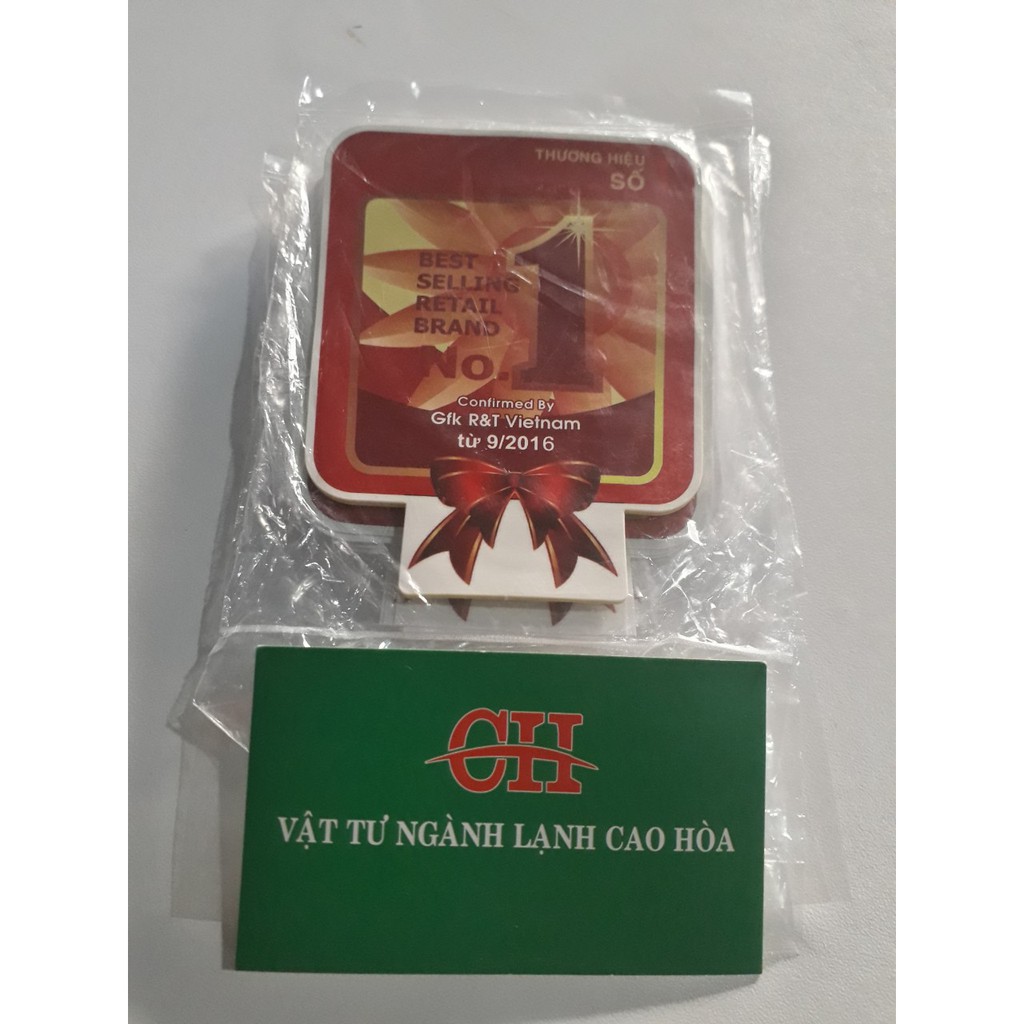 THƯƠNG HIỆU
SỐ
1
BEST
SELLING
RETAIL
BRAND
No.
Confirmed By
Gfk R&T Vietnam
từ 9/2016
CH
VẬT TƯ NGÀNH LẠNH CAO HÒA